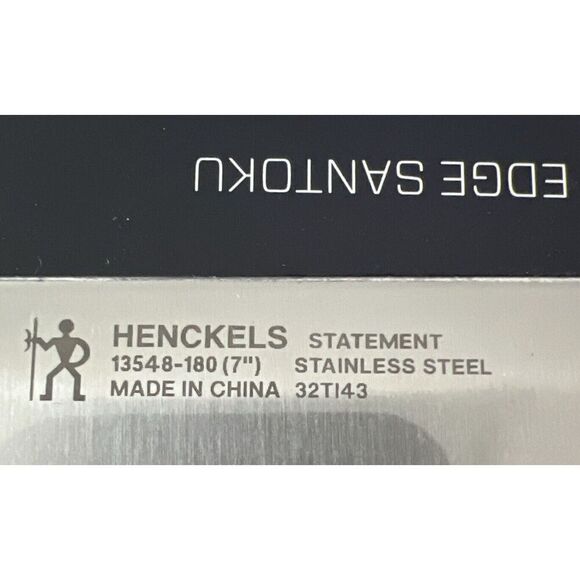 EDGE SANTOKU
HENCKELS STATEMENT
13548-180 (7") STAINLESS STEEL
MADE IN CHINA 32TI43